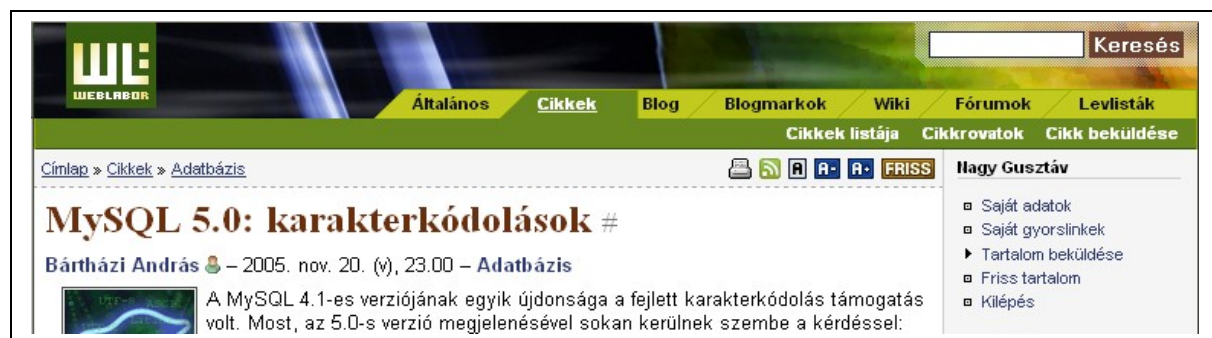 WEBLABOR
Keresés
Általános Cikkek Blog Blogmarkok Wiki Fórumok Levlisták
Cikkek listája Cikkrovatok Cikk beküldése
Címlap » Cikkek » Adatbázis
A A- A+ FRISS
MySQL 5.0: karakterkódolások #
Bártházi András – 2005. nov. 20. (v), 23.00 – Adatbázis
A MySQL 4.1-es verziójának egyik újdonsága a fejlett karakterkódolás támogatás
volt. Most, az 5.0-s verzió megjelenésével sokan kerülnek szembe a kérdéssel:
Nagy Gusztáv
Saját adatok
Saját gyorslinkek
Tartalom beküldése
Friss tartalom
Kilépés